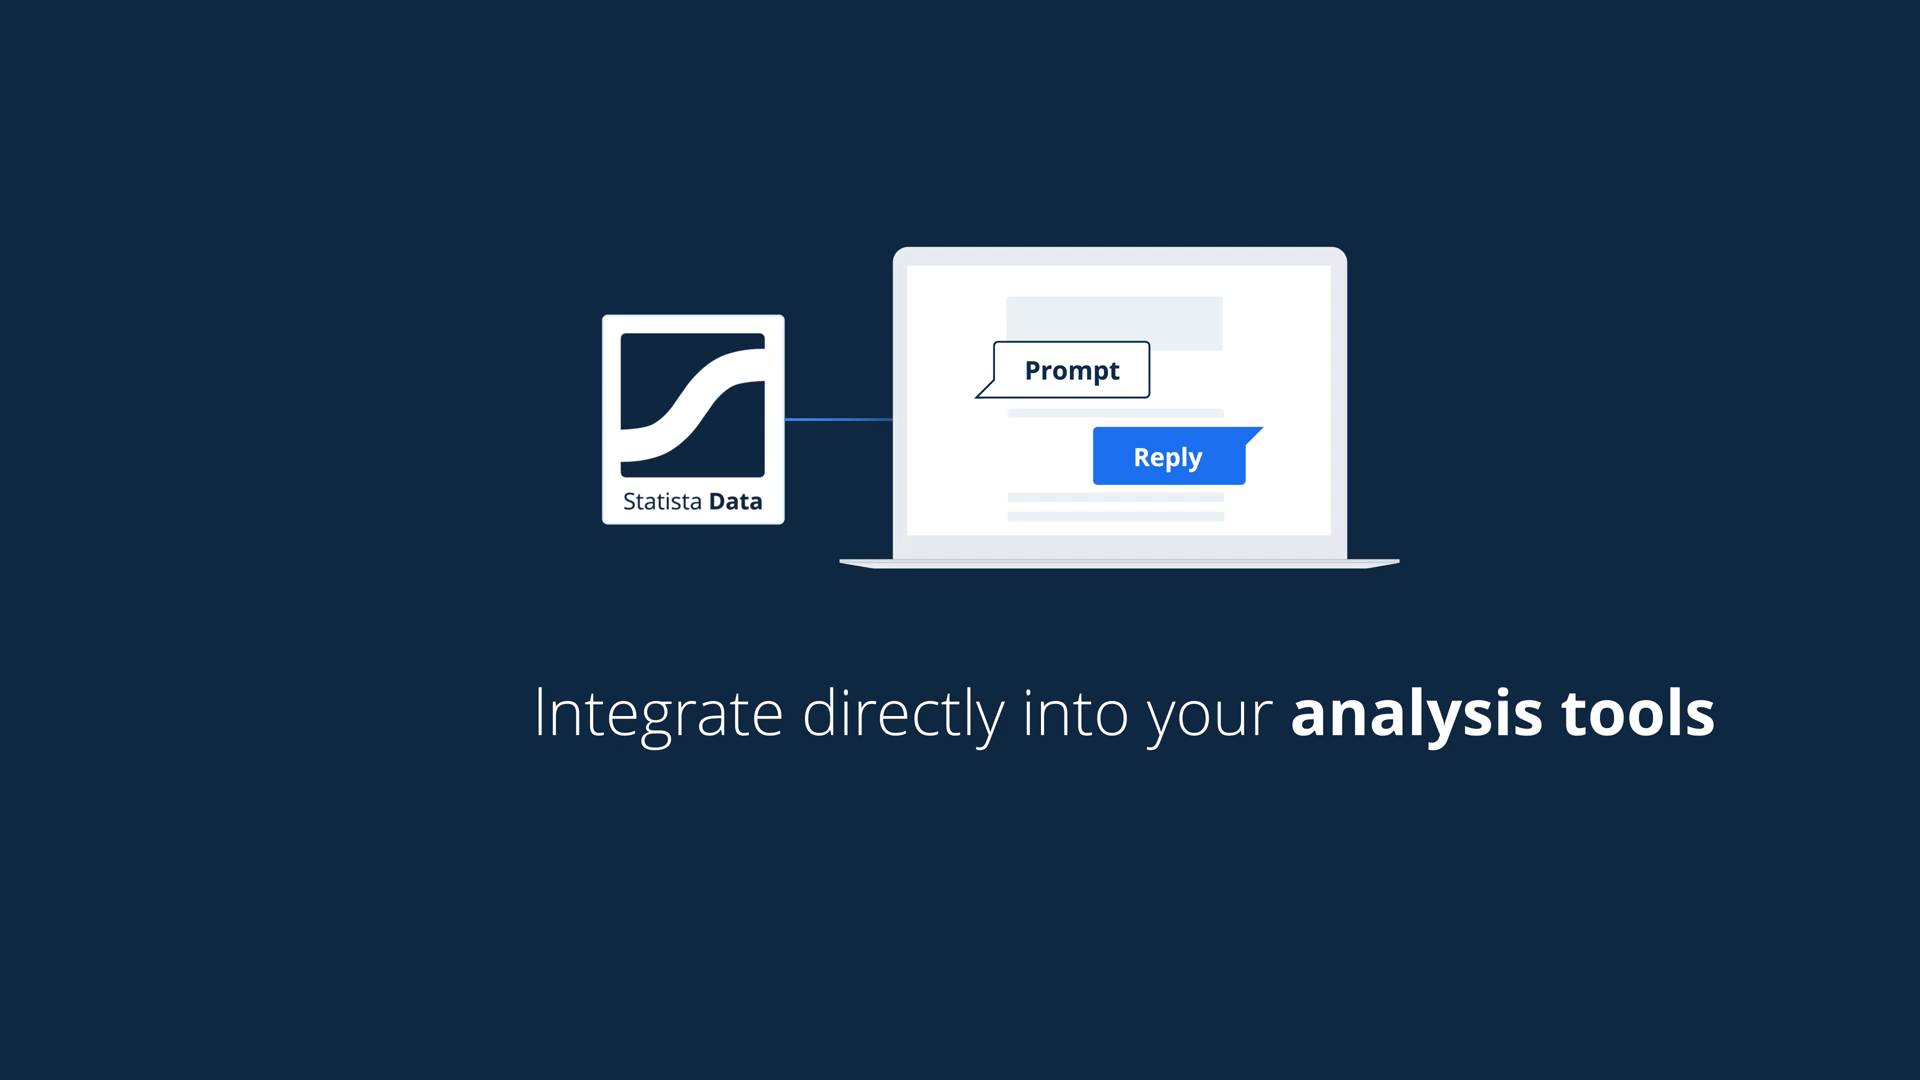 Prompt
Reply
Statista Data
Integrate directly into your analysis tools